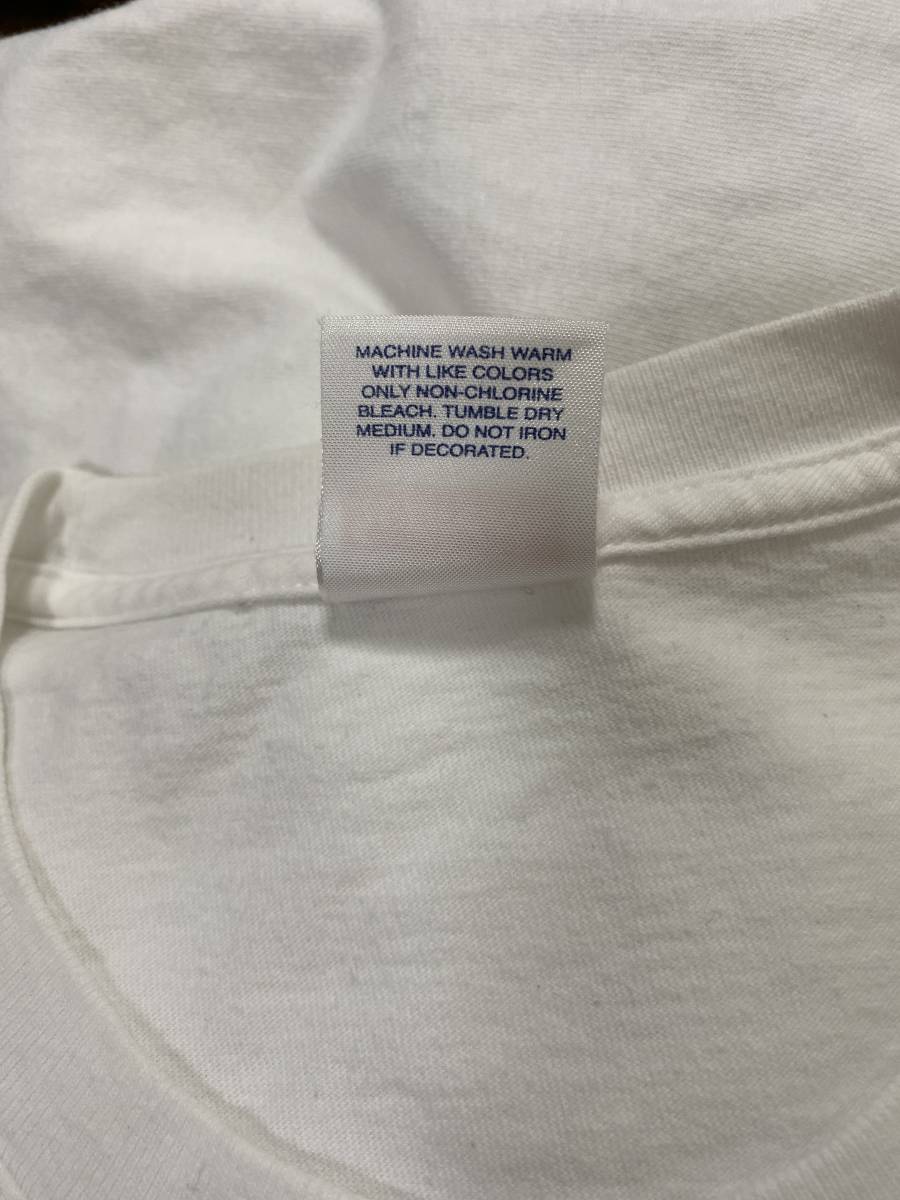 MACHINE WASH WARM
WITH LIKE COLORS
ONLY NON-CHLORINE
BLEACH. TUMBLE DRY
MEDIUM. DO NOT IRON
IF DECORATED.